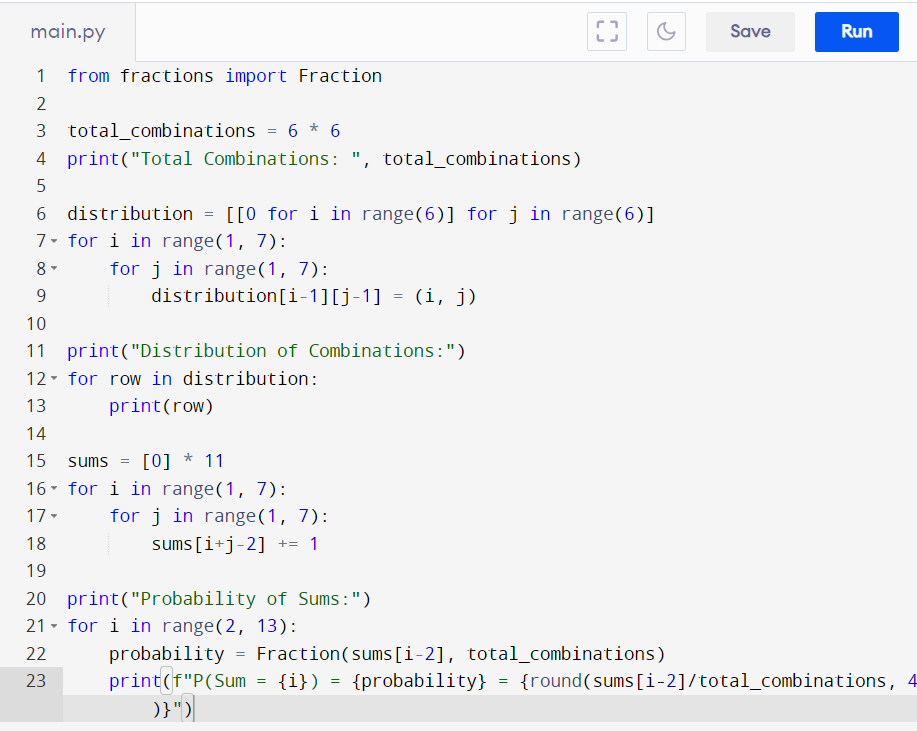 main.py
Save
Run
1 from fractions import Fraction
2
3 total_combinations = 6 * 6
4 print("Total Combinations: ", total_combinations)
5
6 distribution = [[0 for i in range(6)] for j in range(6)]
7 for i in range(1, 7):
8     for j in range(1, 7):
9         distribution[i-1][j-1] = (i, j)
10
11 print("Distribution of Combinations:")
12 for row in distribution:
13     print(row)
14
15 sums = [0] * 11
16 for i in range(1, 7):
17     for j in range(1, 7):
18         sums[i+j-2] += 1
19
20 print("Probability of Sums:")
21 for i in range(2, 13):
22     probability = Fraction(sums[i-2], total_combinations)
23     print(f"P(Sum = {i}) = {probability} = {round(sums[i-2]/total_combinations, 4
        )}")